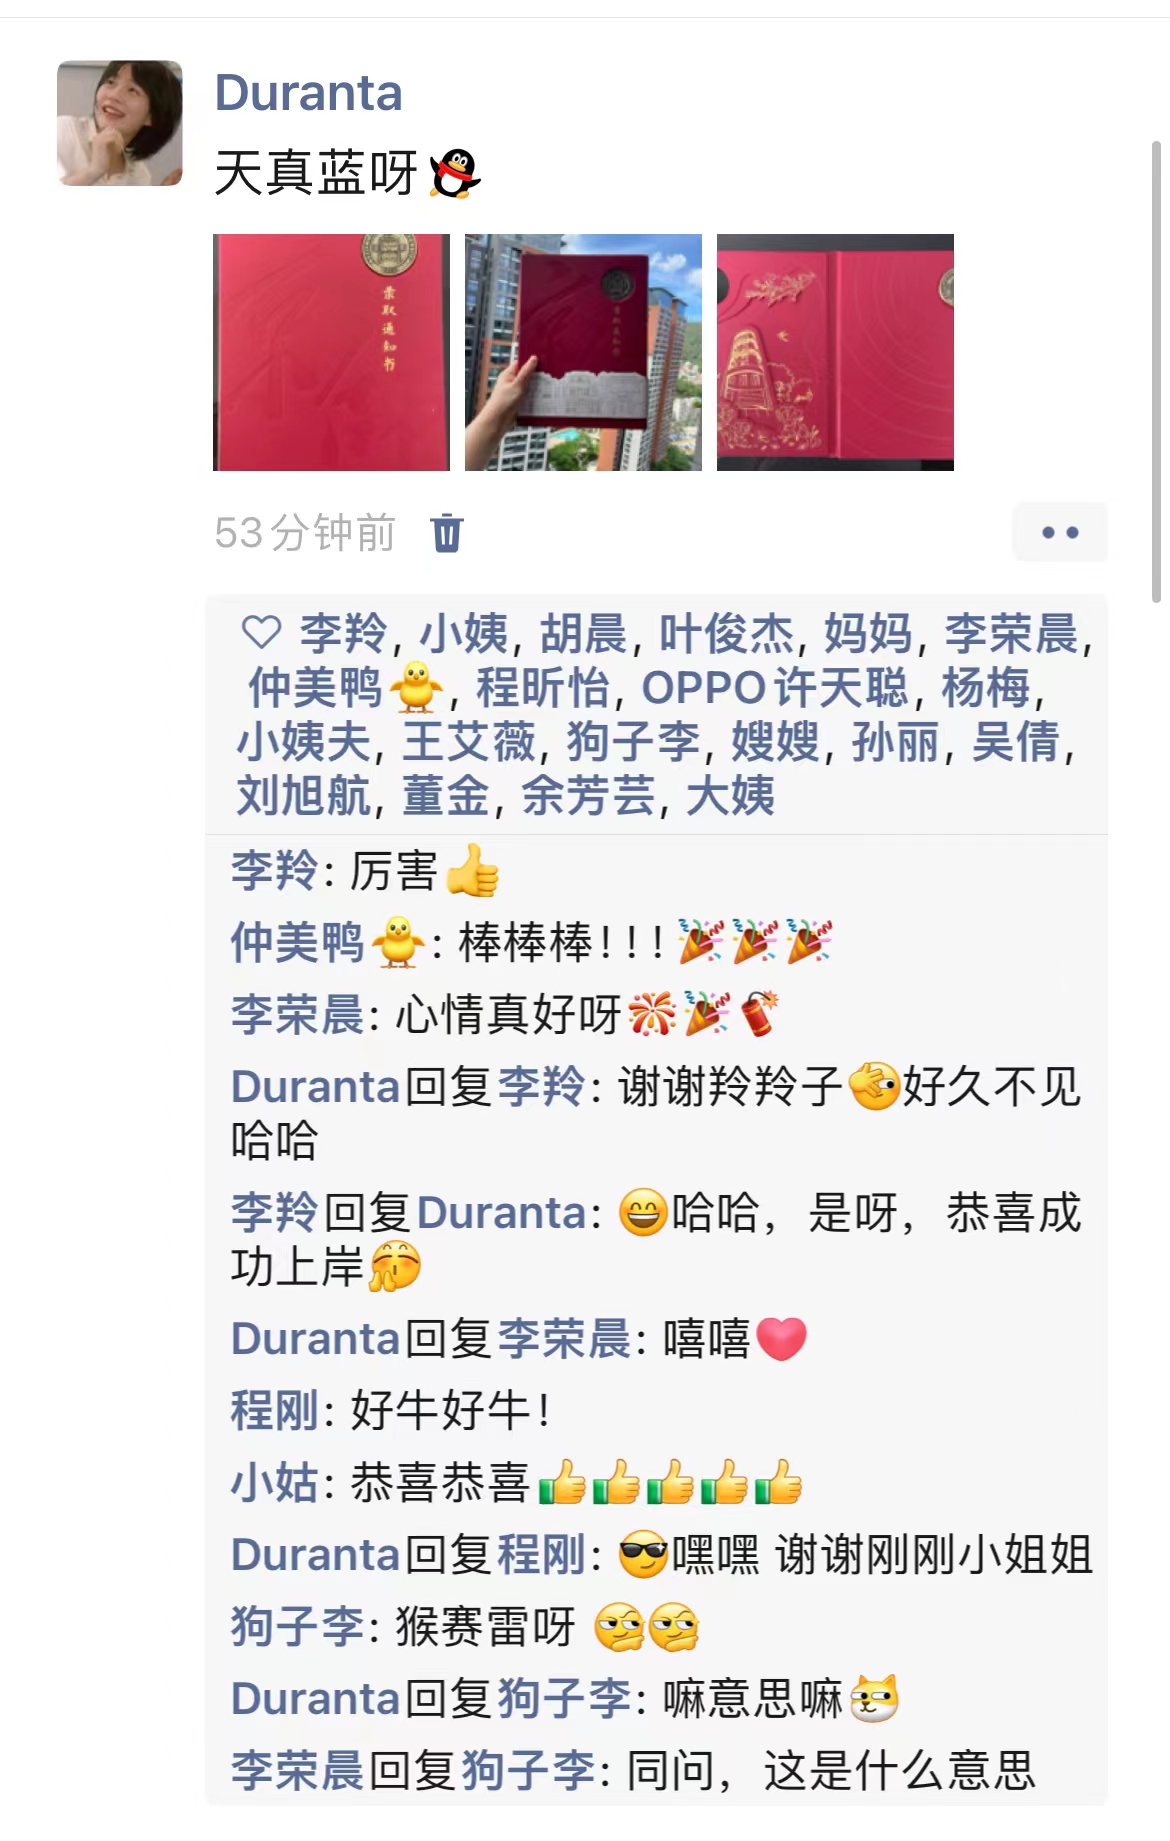 Duranta
天真蓝呀🐧
录取通知书
录取通知书
53分钟前
李羚, 小姨, 胡晨, 叶俊杰, 妈妈, 李荣晨,
仲美鸭🐥, 程昕怡, OPPO许天聪, 杨梅,
小姨夫, 王艾薇, 狗子李, 嫂嫂, 孙丽, 吴倩,
刘旭航, 董金, 余芳芸, 大姨
李羚: 厉害👍
仲美鸭🐥: 棒棒棒！！！🎉🎉🎉
李荣晨: 心情真好呀🎆🎉🧨
Duranta回复李羚: 谢谢羚羚子🫣好久不见
哈哈
李羚回复Duranta: 😄哈哈，是呀，恭喜成
功上岸🤭
Duranta回复李荣晨: 嘻嘻❤️
程刚: 好牛好牛！
小姑: 恭喜恭喜👍👍👍👍👍
Duranta回复程刚: 😎嘿嘿 谢谢刚刚小姐姐
狗子李: 猴赛雷呀 🤔🤔
Duranta回复狗子李: 嘛意思嘛🐶
李荣晨回复狗子李: 同问，这是什么意思